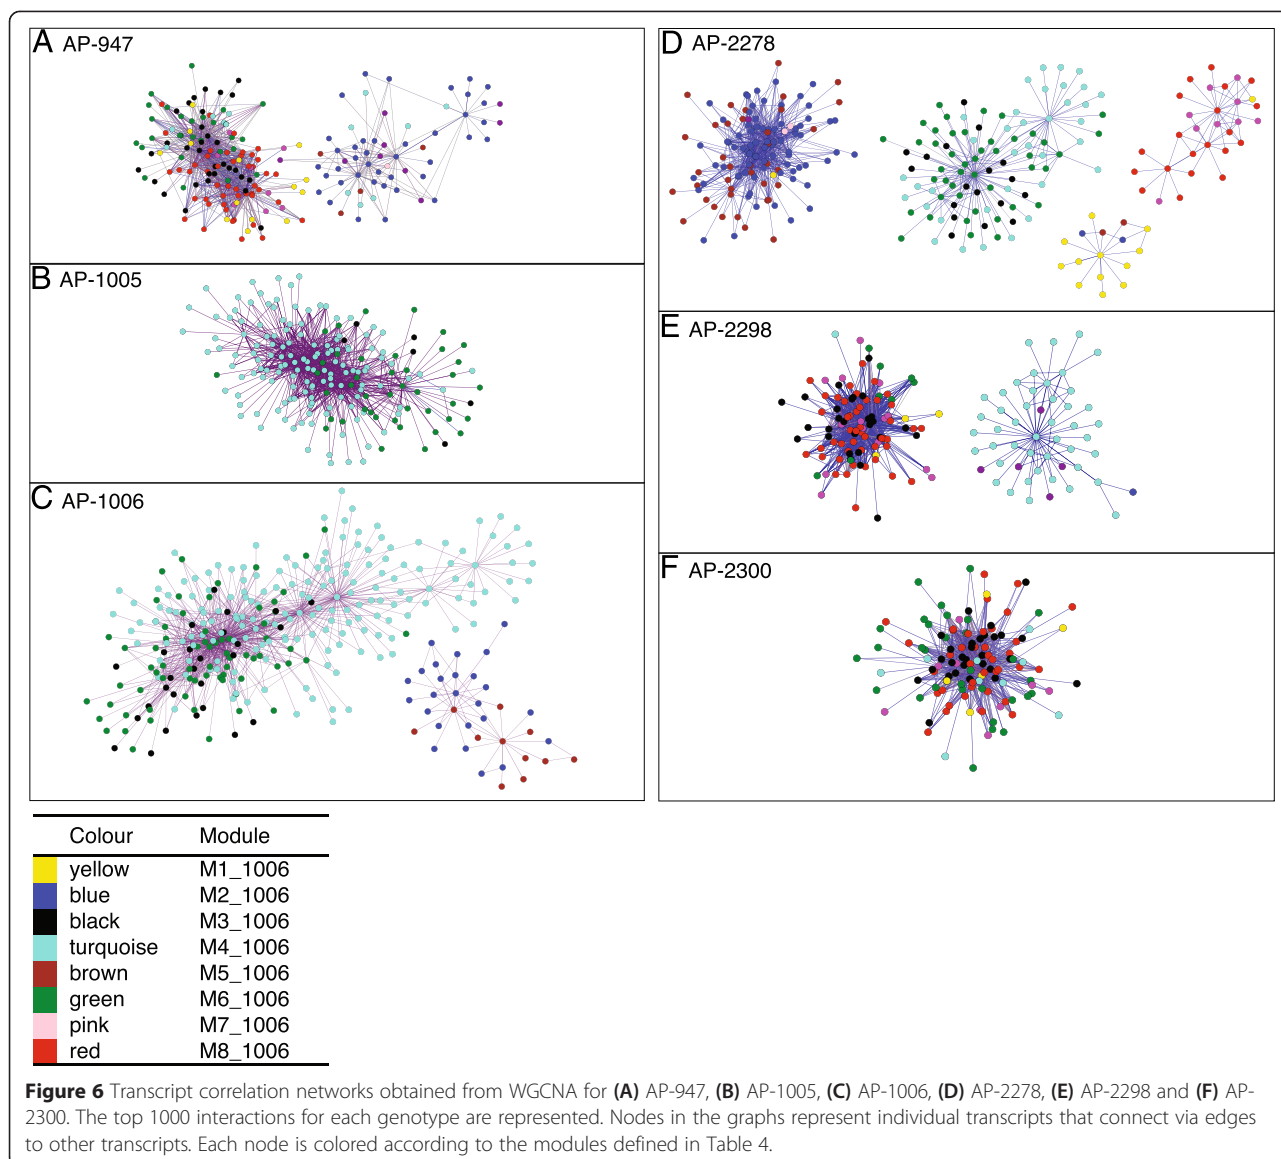 A AP-947
B AP-1005
C AP-1006
D AP-2278
E AP-2298
F AP-2300
Colour Module
yellow M1_1006
blue M2_1006
black M3_1006
turquoise M4_1006
brown M5_1006
green M6_1006
pink M7_1006
red M8_1006
Figure 6 Transcript correlation networks obtained from WGCNA for (A) AP-947, (B) AP-1005, (C) AP-1006, (D) AP-2278, (E) AP-2298 and (F) AP-
2300. The top 1000 interactions for each genotype are represented. Nodes in the graphs represent individual transcripts that connect via edges
to other transcripts. Each node is colored according to the modules defined in Table 4.